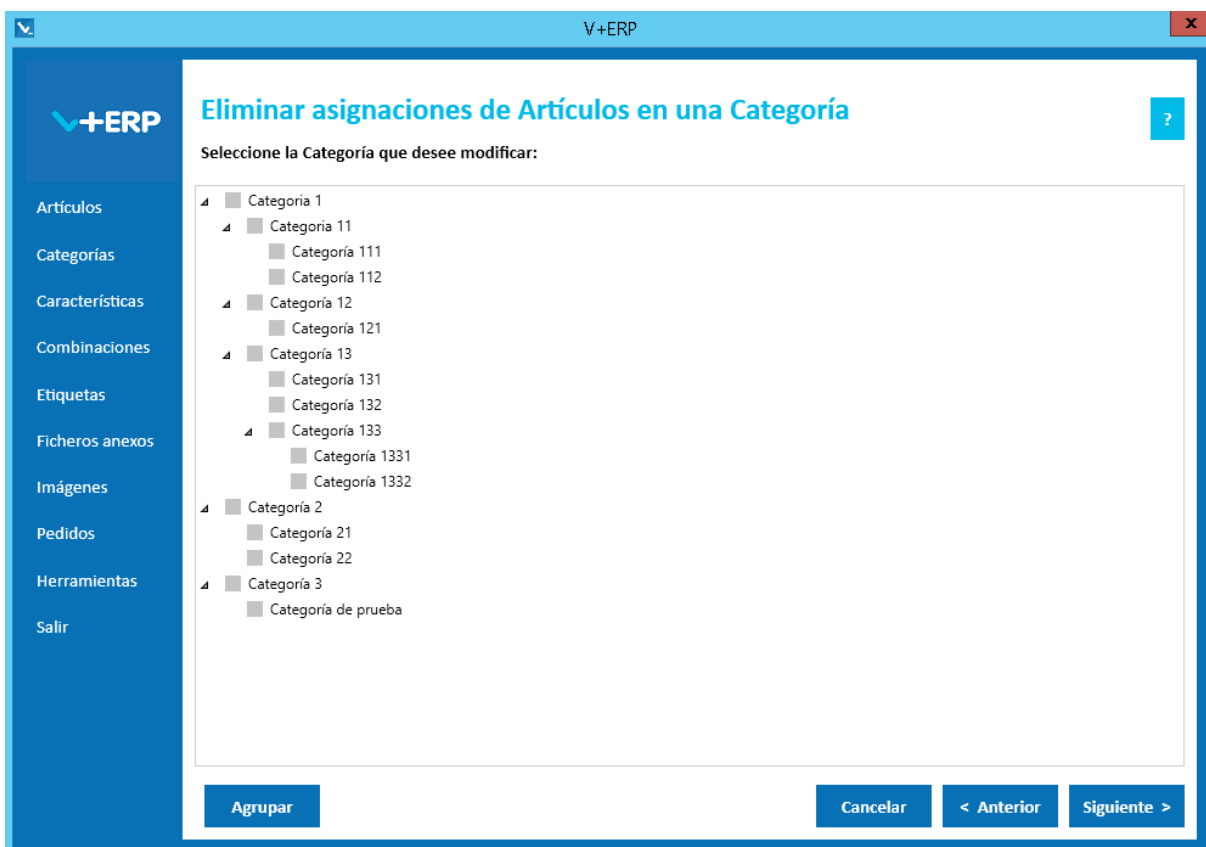 V+ERP
x
V+ERP
Eliminar asignaciones de Artículos en una Categoría
?
Seleccione la Categoría que desee modificar:
Artículos
Categorías
Características
Combinaciones
Etiquetas
Ficheros anexos
Imágenes
Pedidos
Herramientas
Salir
Categoria 1
Categoria 11
Categoría 111
Categoría 112
Categoría 12
Categoría 121
Categoría 13
Categoría 131
Categoría 132
Categoría 133
Categoría 1331
Categoría 1332
Categoría 2
Categoría 21
Categoría 22
Categoría 3
Categoría de prueba
Agrupar
Cancelar
< Anterior
Siguiente >